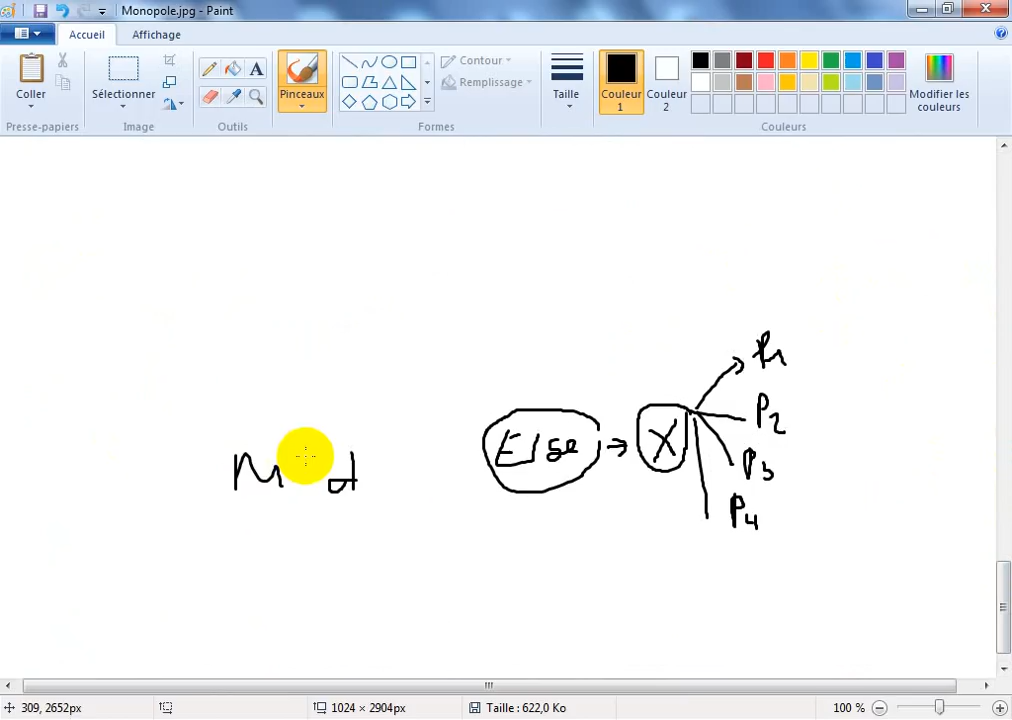 Monopole.jpg - Paint
Accueil
Affichage
Coller
Sélectionner
Pinceaux
Contour
Remplissage
Taille
Couleur 1
Couleur 2
Modifier les couleurs
Presse-papiers
Image
Outils
Formes
Couleurs
P1
P2
Else → X
P3
M d
P4
309, 2652px
1024 × 2904px
Taille : 622,0 Ko
100 %